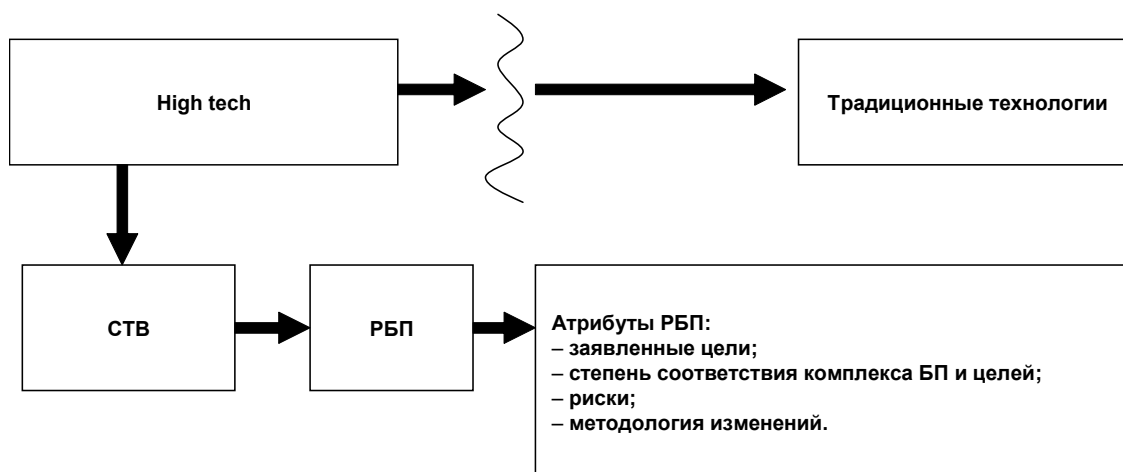 High tech
Традиционные технологии
СТВ
РБП
Атрибуты РБП:
– заявленные цели;
– степень соответствия комплекса БП и целей;
– риски;
– методология изменений.